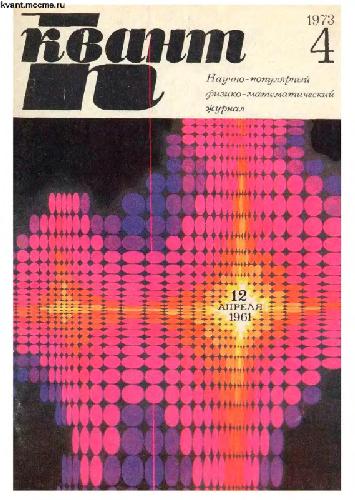 kvant.mccme.ru
квант
1973
4
Научно-популярный
физико-математический
журнал
12
АПРЕЛЯ
1961